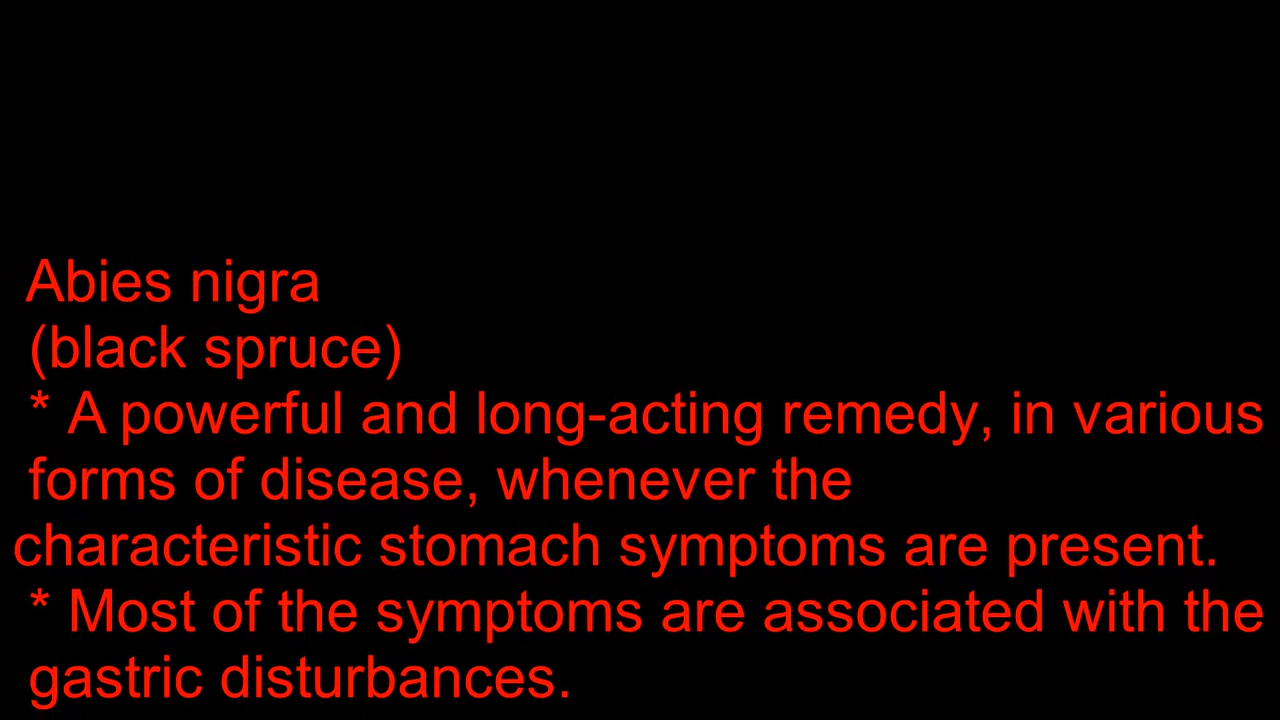 Abies nigra
(black spruce)
* A powerful and long-acting remedy, in various
forms of disease, whenever the
characteristic stomach symptoms are present.
* Most of the symptoms are associated with the
gastric disturbances.